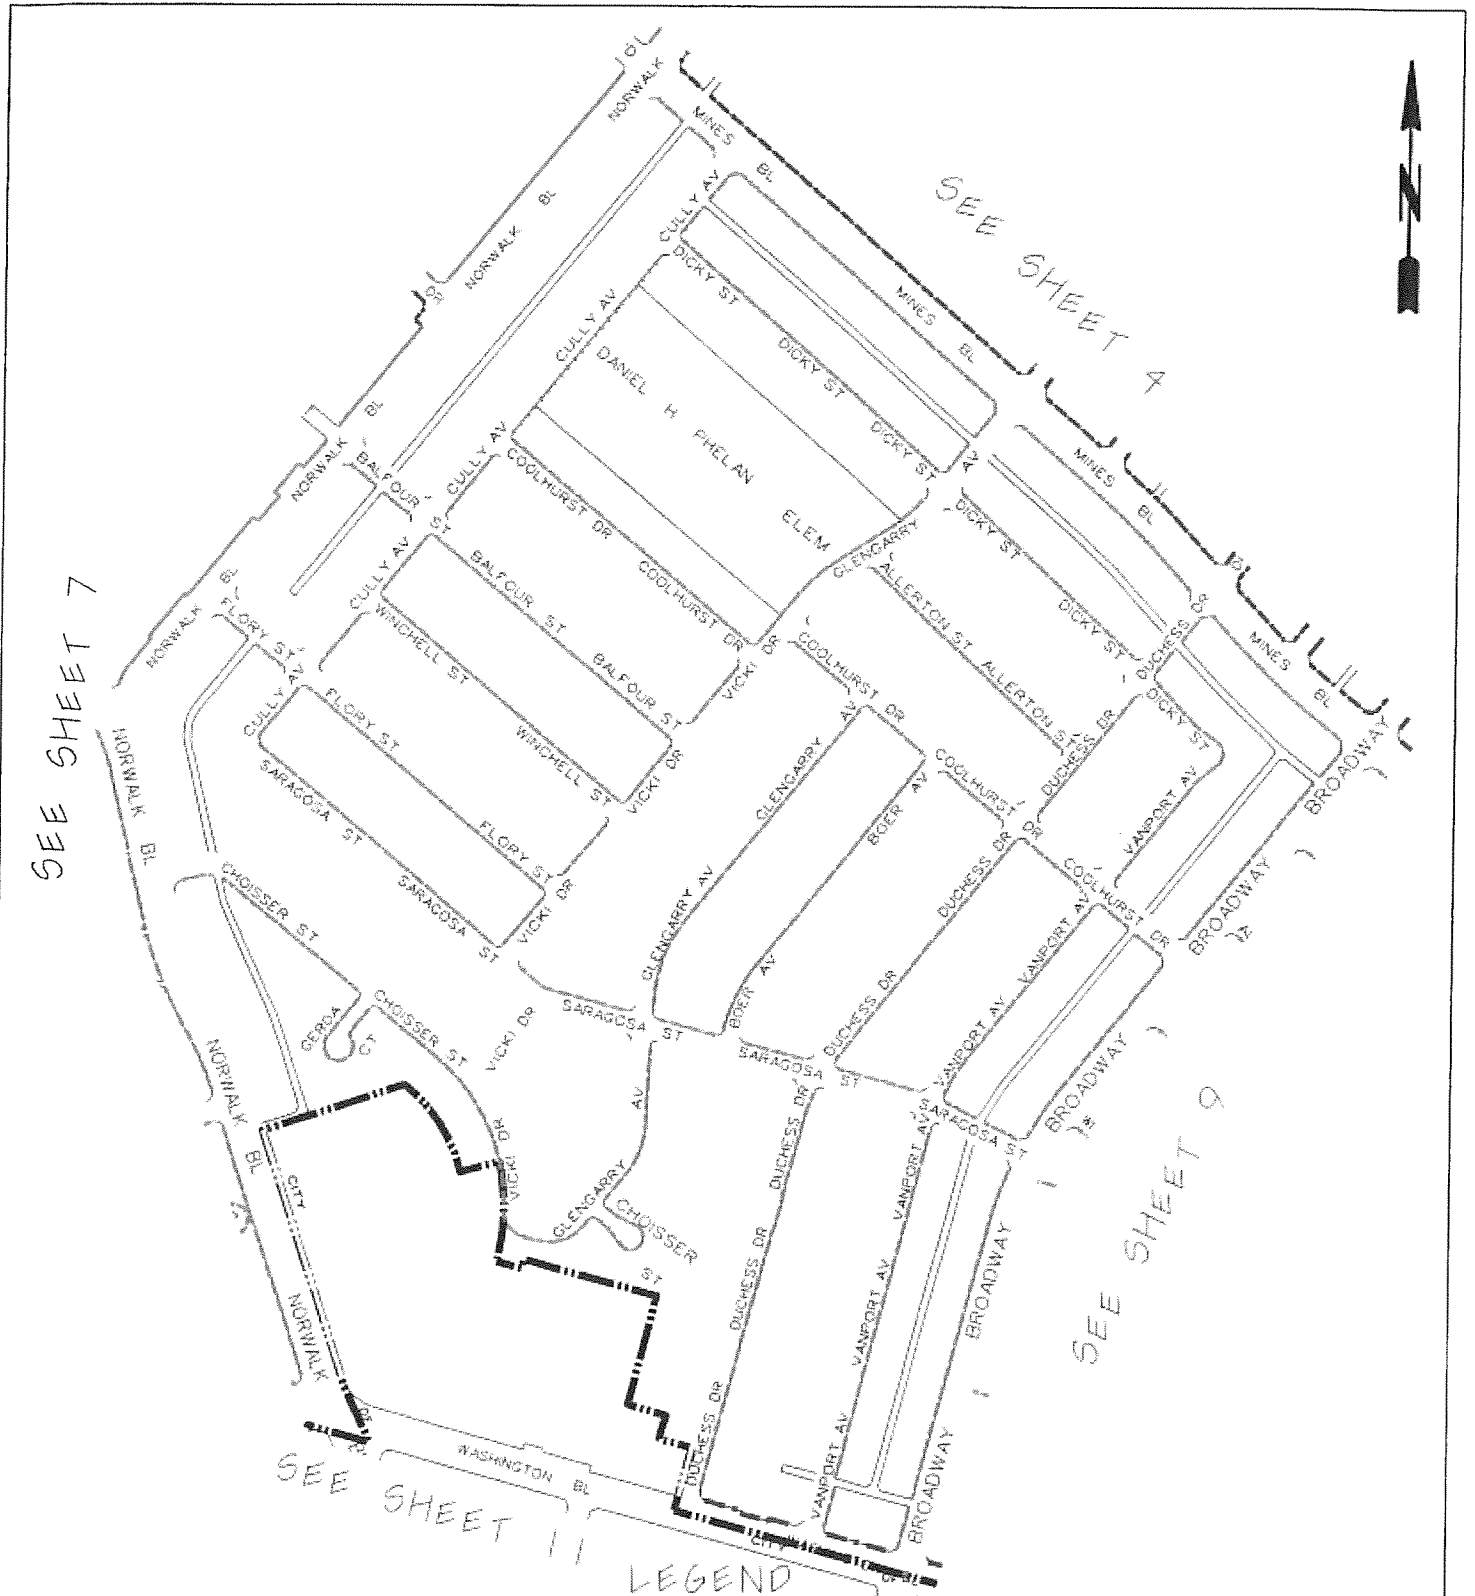 NORWALK
MINES
BL
NORWALK BL
CULLY AV
DICKY ST
MINES
BL
SEE SHEET 4
N
CULLY AV
DICKY ST
DICKY ST
AV
MINES
BL
DANIEL H PHELAN ELEM
BL
NORWALK
BALFOUR ST
CULLY AV
COOLHURST DR
COOLHURST DR
GLENGARRY
DICKY ST
DICKY ST
DUCHESS DR
MINES
BL
BROADWAY
SEE SHEET 7
NORWALK
BL
FLORY ST
CULLY AV
BALFOUR ST
BALFOUR ST
WINCHELL ST
WINCHELL ST
VICKI DR
VICKI DR
COOLHURST DR
ALLERTON ST
ALLERTON ST
DICKY ST
DUCHESS DR
VANPORT AV
CULLY AV
FLORY ST
FLORY ST
SARAGOSA ST
SARAGOSA ST
VICKI DR
GLENGARRY AV
GLENGARRY AV
BOER AV
BOER AV
COOLHURST DR
COOLHURST DR
DUCHESS DR
DUCHESS DR
VANPORT AV
VANPORT AV
BROADWAY
BROADWAY
NORWALK BL
CHOISSER ST
CHOISSER ST
GERDA CT
VICKI DR
SARAGOSA ST
SARAGOSA ST
SARAGOSA ST
NORWALK
BL
CITY
VICKI DR
GLENGARRY AV
CHOISSER
ST
DUCHESS DR
DUCHESS DR
DUCHESS DR
VANPORT AV
VANPORT AV
VANPORT AV
BROADWAY
BROADWAY
BROADWAY
SEE SHEET 9
NORWALK
WASHINGTON BL
SEE SHEET 11
CITY
LEGEND